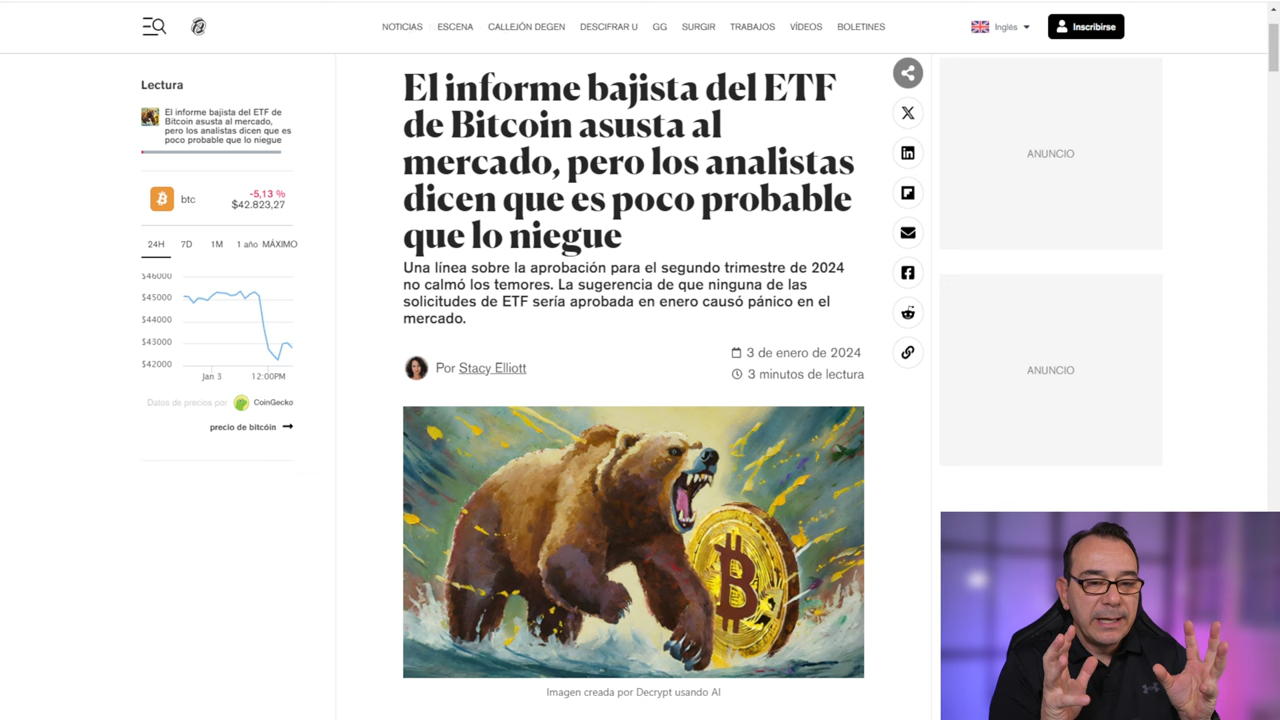 NOTICIAS ESCENA CALLEJÓN DEGEN DESCIFRAR U GG SURGIR TRABAJOS VÍDEOS BOLETINES
Inglés
Inscribirse
Lectura
El informe bajista del ETF de
Bitcoin asusta al mercado,
pero los analistas dicen que es
poco probable que lo niegue
btc
-5,13 %
$42.823,27
24H 7D 1M 1 año MÁXIMO
$46000
$45000
$44000
$43000
$42000
Jan 3 12:00PM
Datos de precios por CoinGecko
precio de bitcóin
El informe bajista del ETF
de Bitcoin asusta al
mercado, pero los analistas
dicen que es poco probable
que lo niegue
Una línea sobre la aprobación para el segundo trimestre de 2024
no calmó los temores. La sugerencia de que ninguna de las
solicitudes de ETF sería aprobada en enero causó pánico en el
mercado.
Por Stacy Elliott
3 de enero de 2024
3 minutos de lectura
Imagen creada por Decrypt usando AI
ANUNCIO
ANUNCIO